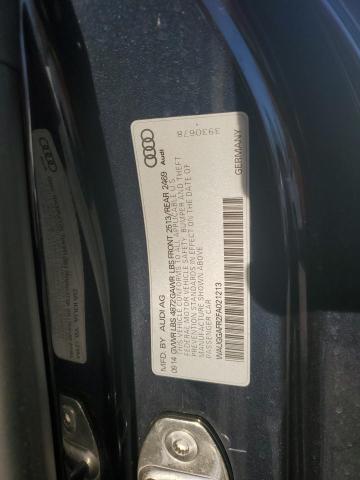 3930678
Audi
MFD. BY AUDI AG
09.14 GWWR LBS 4872 GAWR LBS FRONT 2513/REAR 2469
THIS VEHICLE CONFORMS TO ALL APPLICABLE U.S.
FEDERAL MOTOR VEHICLE SAFETY, BUMPER AND THEFT
PREVENTION STANDARDS IN EFFECT ON THE DATE OF
MANUFACTURE SHOWN ABOVE.
PASSENGER CAR
WAUGGAFR2FA021213
GERMANY